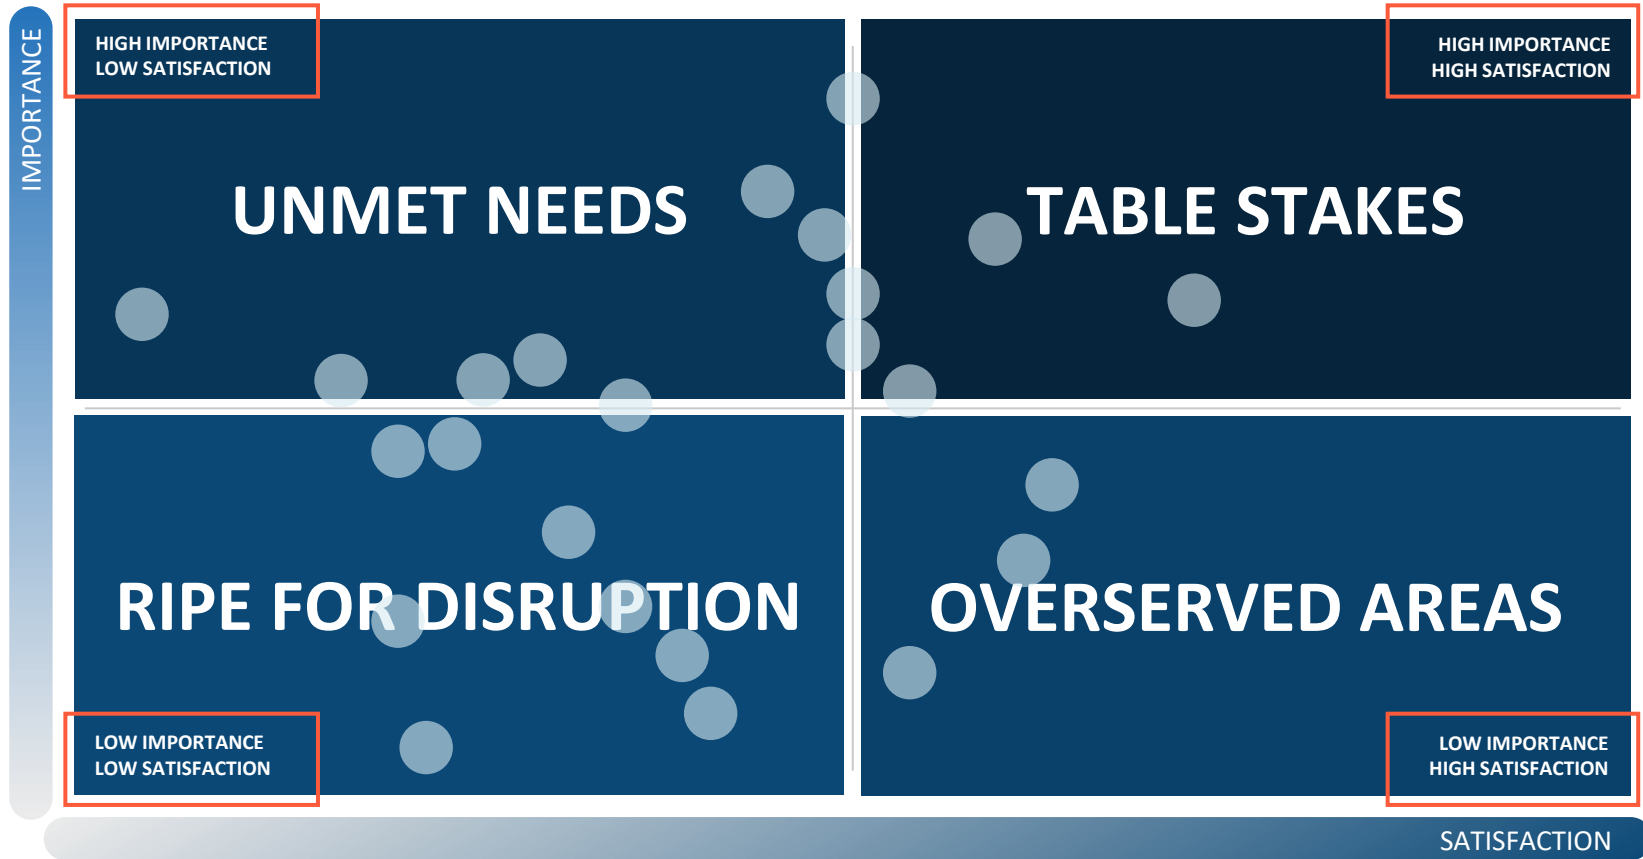 IMPORTANCE
HIGH IMPORTANCE
LOW SATISFACTION
HIGH IMPORTANCE
HIGH SATISFACTION
UNMET NEEDS
TABLE STAKES
RIPE FOR DISRUPTION
OVERSERVED AREAS
LOW IMPORTANCE
LOW SATISFACTION
LOW IMPORTANCE
HIGH SATISFACTION
SATISFACTION